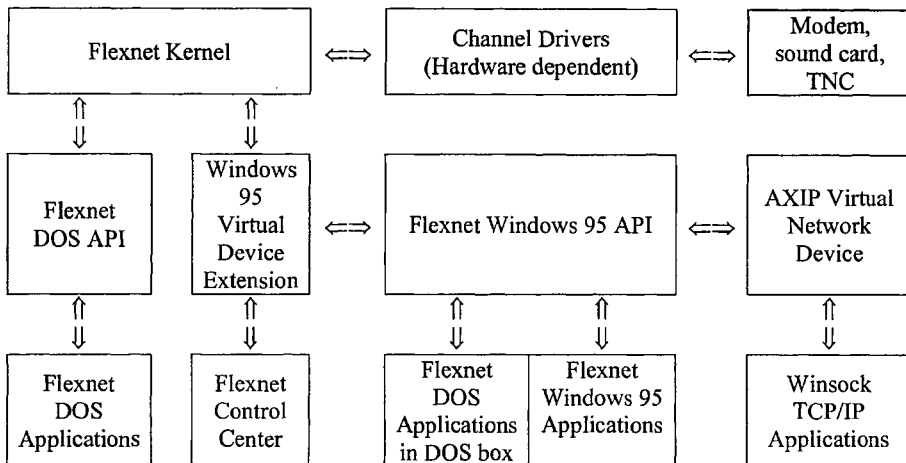 Flexnet Kernel
Channel Drivers
(Hardware dependent)
Modem,
sound card,
TNC
Flexnet
DOS API
Windows
95
Virtual
Device
Extension
Flexnet Windows 95 API
AXIP Virtual
Network
Device
Flexnet
DOS
Applications
Flexnet
Control
Center
Flexnet
DOS
Applications
in DOS box
Flexnet
Windows 95
Applications
Winsock
TCP/IP
Applications